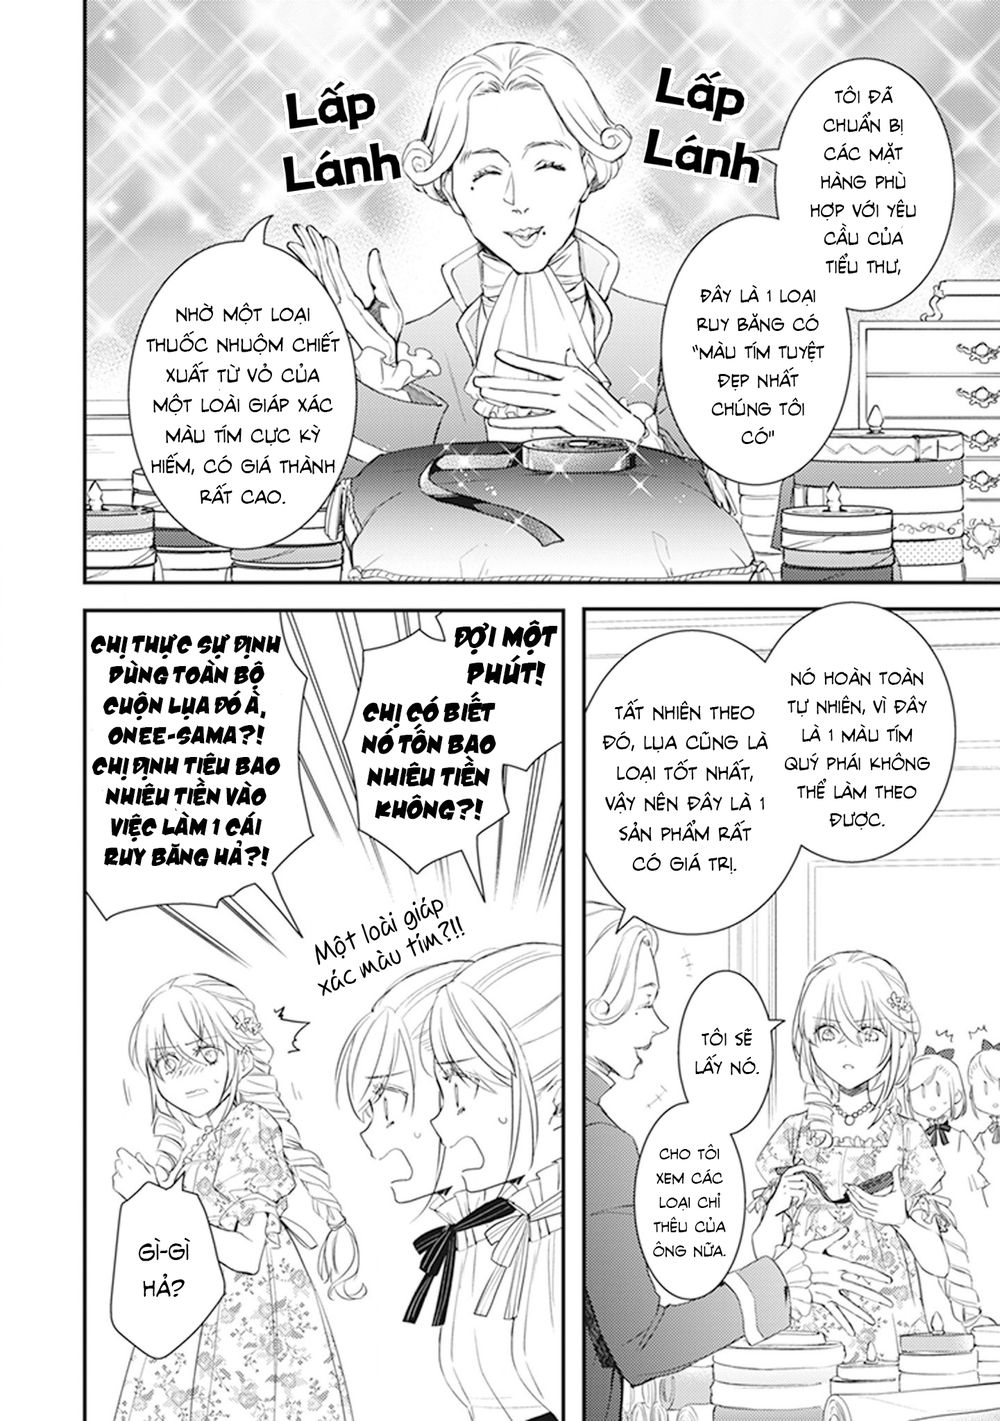 TÔI ĐÃ
CHUẨN BỊ
CÁC MẶT
HÀNG PHÙ
HỢP VỚI YÊU
CẦU CỦA
TIỂU THƯ,
ĐÂY LÀ 1 LOẠI
RUY BĂNG CÓ
"MÀU TÍM TUYỆT
ĐẸP NHẤT
CHÚNG TÔI
CÓ"
Lấp
Lánh
Lấp
Lánh
NHỜ MỘT LOẠI
THUỐC NHUỘM CHIẾT
XUẤT TỪ VỎ CỦA
MỘT LOÀI GIÁP XÁC
MÀU TÍM CỰC KỲ
HIẾM, CÓ GIÁ THÀNH
RẤT CAO.
NÓ HOÀN TOÀN
TỰ NHIÊN, VÌ ĐÂY
LÀ 1 MÀU TÍM
QUÝ PHÁI KHÔNG
THỂ LÀM THEO
ĐƯỢC.
TẤT NHIÊN THEO
ĐÓ, LỤA CŨNG LÀ
LOẠI TỐT NHẤT,
VẬY NÊN ĐÂY LÀ 1
SẢN PHẨM RẤT
CÓ GIÁ TRỊ.
TÔI SẼ
LẤY NÓ.
CHO TÔI
XEM CÁC
LOẠI CHỈ
THÊU CỦA
ÔNG NỮA.
ĐỢI MỘT
PHÚT!
CHỊ CÓ BIẾT
NÓ TỐN BAO
NHIÊU TIỀN
KHÔNG?!
CHỊ THỰC SỰ ĐỊNH
DÙNG TOÀN BỘ
CUỘN LỤA ĐÓ À,
ONEE-SAMA?!
CHỊ ĐỊNH TIÊU BAO
NHIÊU TIỀN VÀO
VIỆC LÀM 1 CÁI
RUY BĂNG HẢ?!
Một loài giáp
xác màu tím?!!
GÌ-GÌ
HẢ?